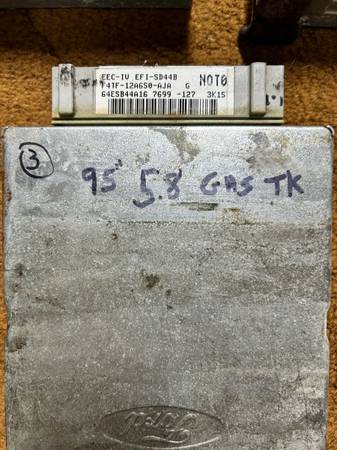 EEC-IV EFI-SD44B
F4TF-12A650-AJA G
64ESB44A16 7699 -127 3K15
NOT0
3
95 5.8 GAS TK
Ford